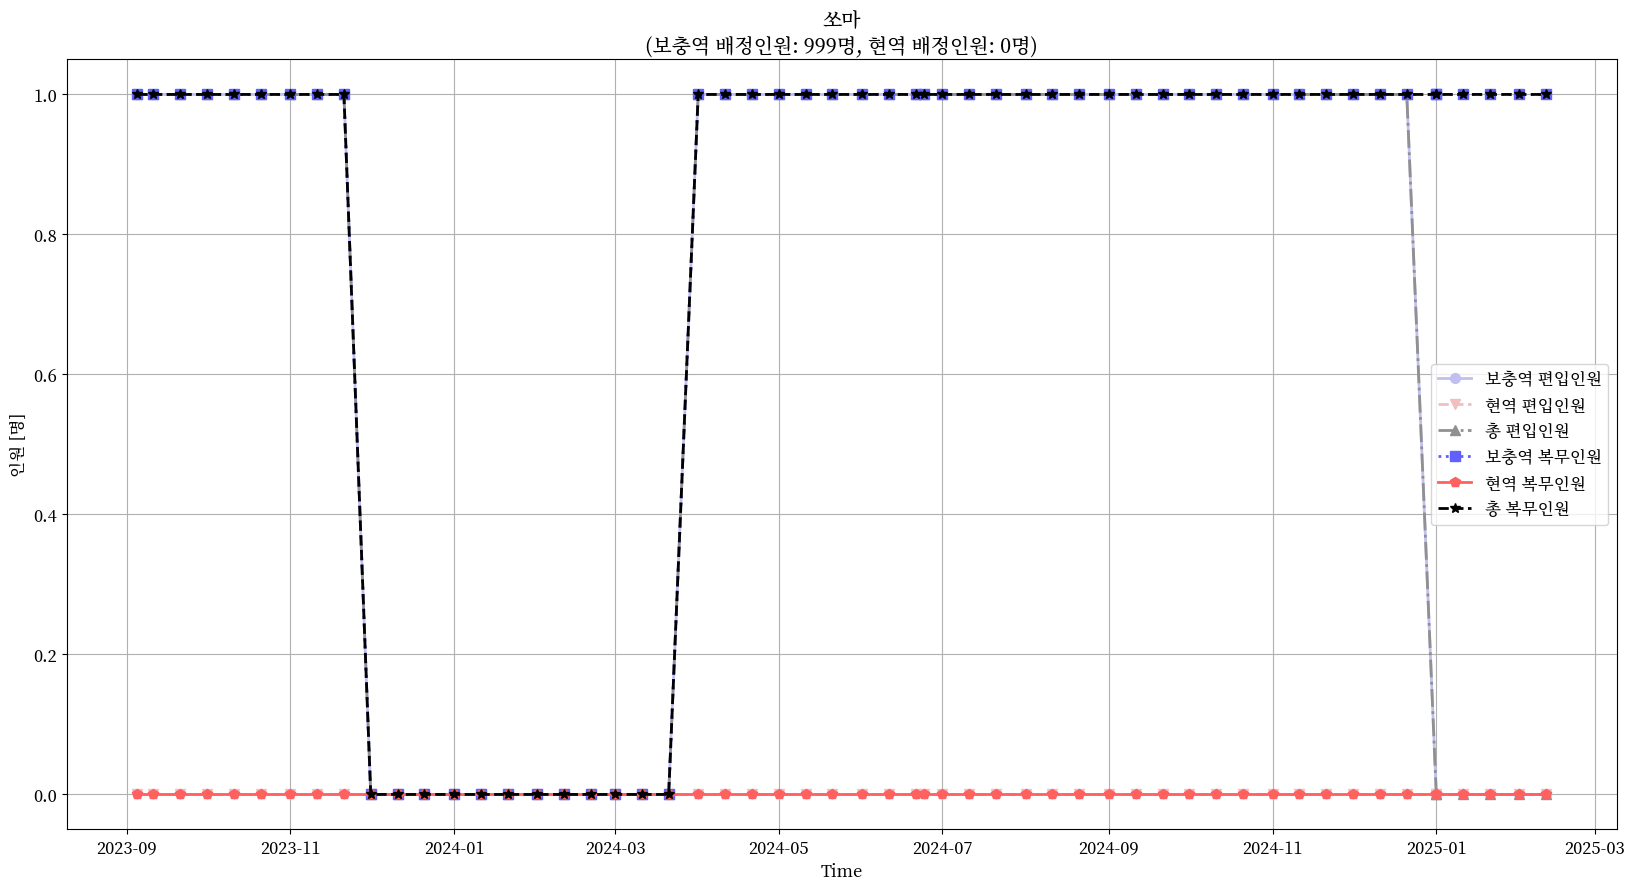 쏘마
(보충역 배정인원: 999명, 현역 배정인원: 0명)
1.0
0.8
0.6
0.4
0.2
0.0
인원 [명]
보충역 편입인원
현역 편입인원
총 편입인원
보충역 복무인원
현역 복무인원
총 복무인원
2023-09 2023-11 2024-01 2024-03 2024-05 2024-07 2024-09 2024-11 2025-01 2025-03
Time